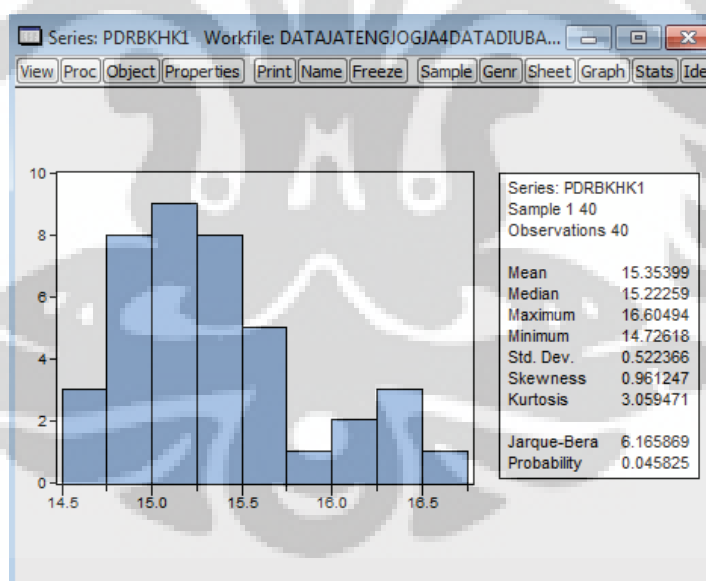 Series: PDRBKHK1 Workfile: DATAJATENGJOGJA4DATADIUBA...
View Proc Object Properties Print Name Freeze Sample Genr Sheet Graph Stats Ide
10
8
6
4
2
0
14.5 15.0 15.5 16.0 16.5
Series: PDRBKHK1
Sample 1 40
Observations 40
Mean 15.35399
Median 15.22259
Maximum 16.60494
Minimum 14.72618
Std. Dev. 0.522366
Skewness 0.961247
Kurtosis 3.059471
Jarque-Bera 6.165869
Probability 0.045825